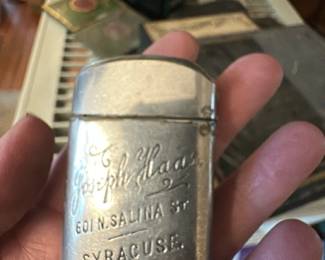 Joseph Haas
601 N. SALINA ST.
SYRACUSE.